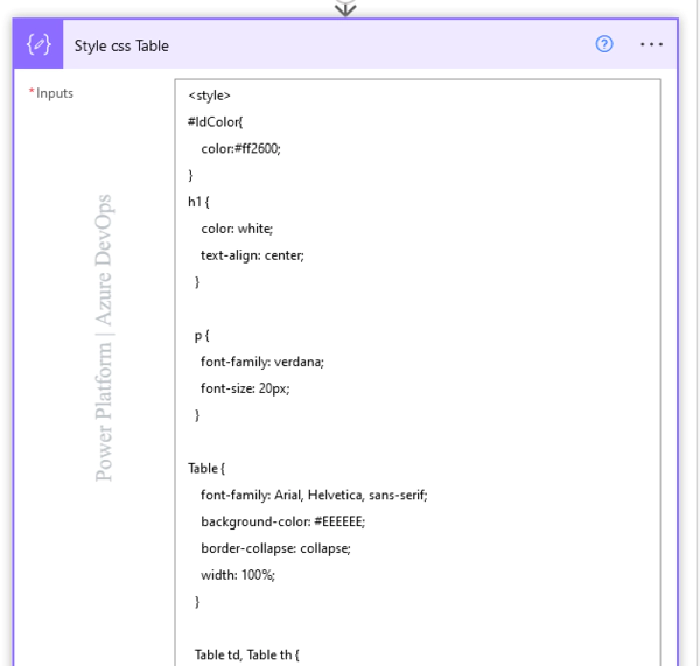 Style css Table
*Inputs
<style>
#IdColor{
color:#ff2600;
}
h1 {
color: white;
text-align: center;
}
p {
font-family: verdana;
font-size: 20px;
}
Table {
font-family: Arial, Helvetica, sans-serif;
background-color: #EEEEEE;
border-collapse: collapse;
width: 100%;
}
Table td, Table th {
Power Platform | Azure DevOps